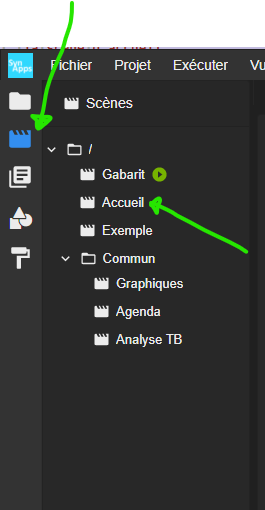 Syn
Apps
Fichier Projet Exécuter Vu
Scènes
/
Gabarit
Accueil
Exemple
Commun
Graphiques
Agenda
Analyse TB